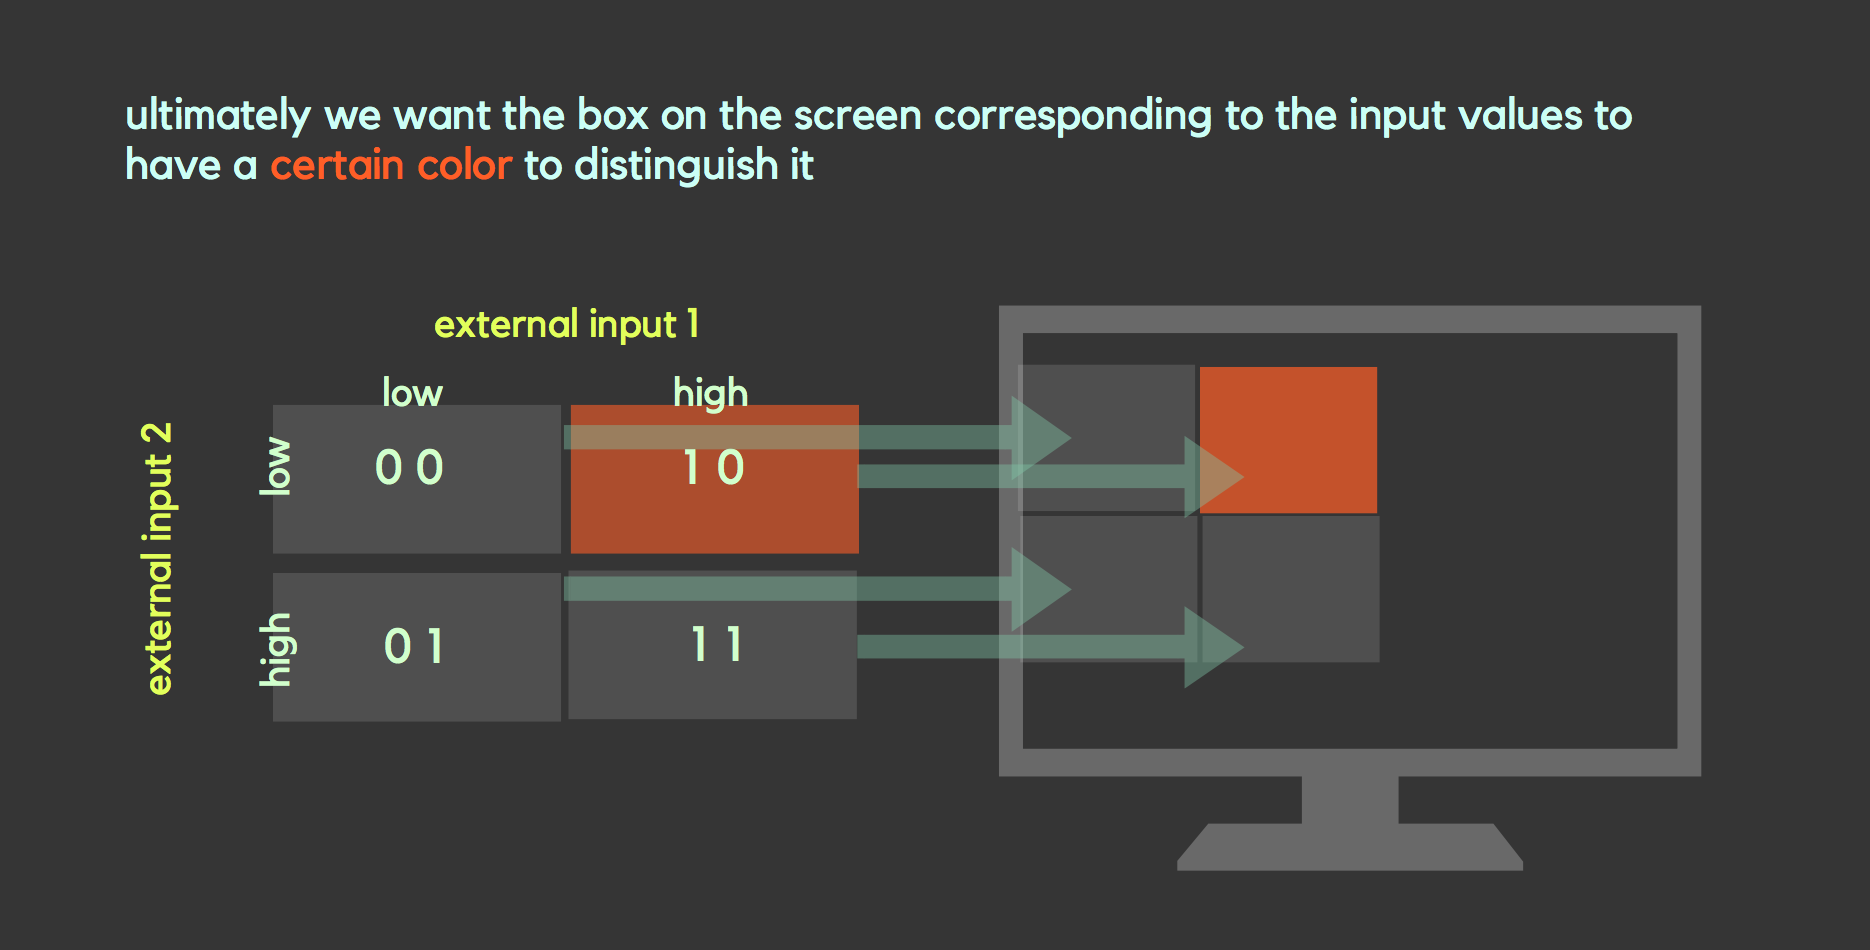 ultimately we want the box on the screen corresponding to the input values to
have a certain color to distinguish it
external input 1
low high
external input 2
low
0 0 1 0
high
0 1 1 1